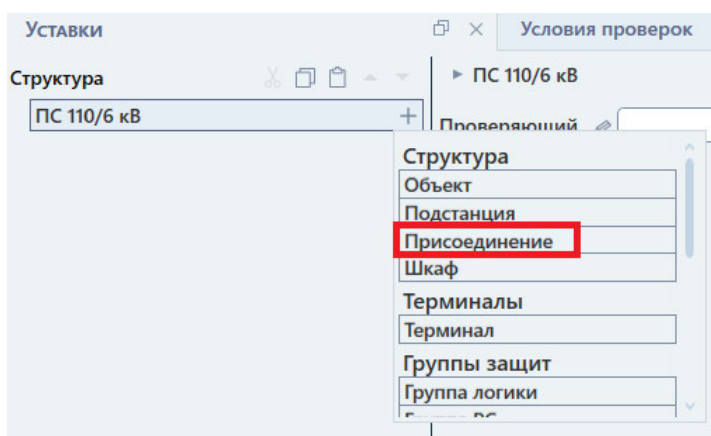 Уставки
Условия проверок
Структура
ПС 110/6 кВ
ПС 110/6 кВ
Проверяющий
Структура
Объект
Подстанция
Присоединение
Шкаф
Терминалы
Терминал
Группы защит
Группа логики